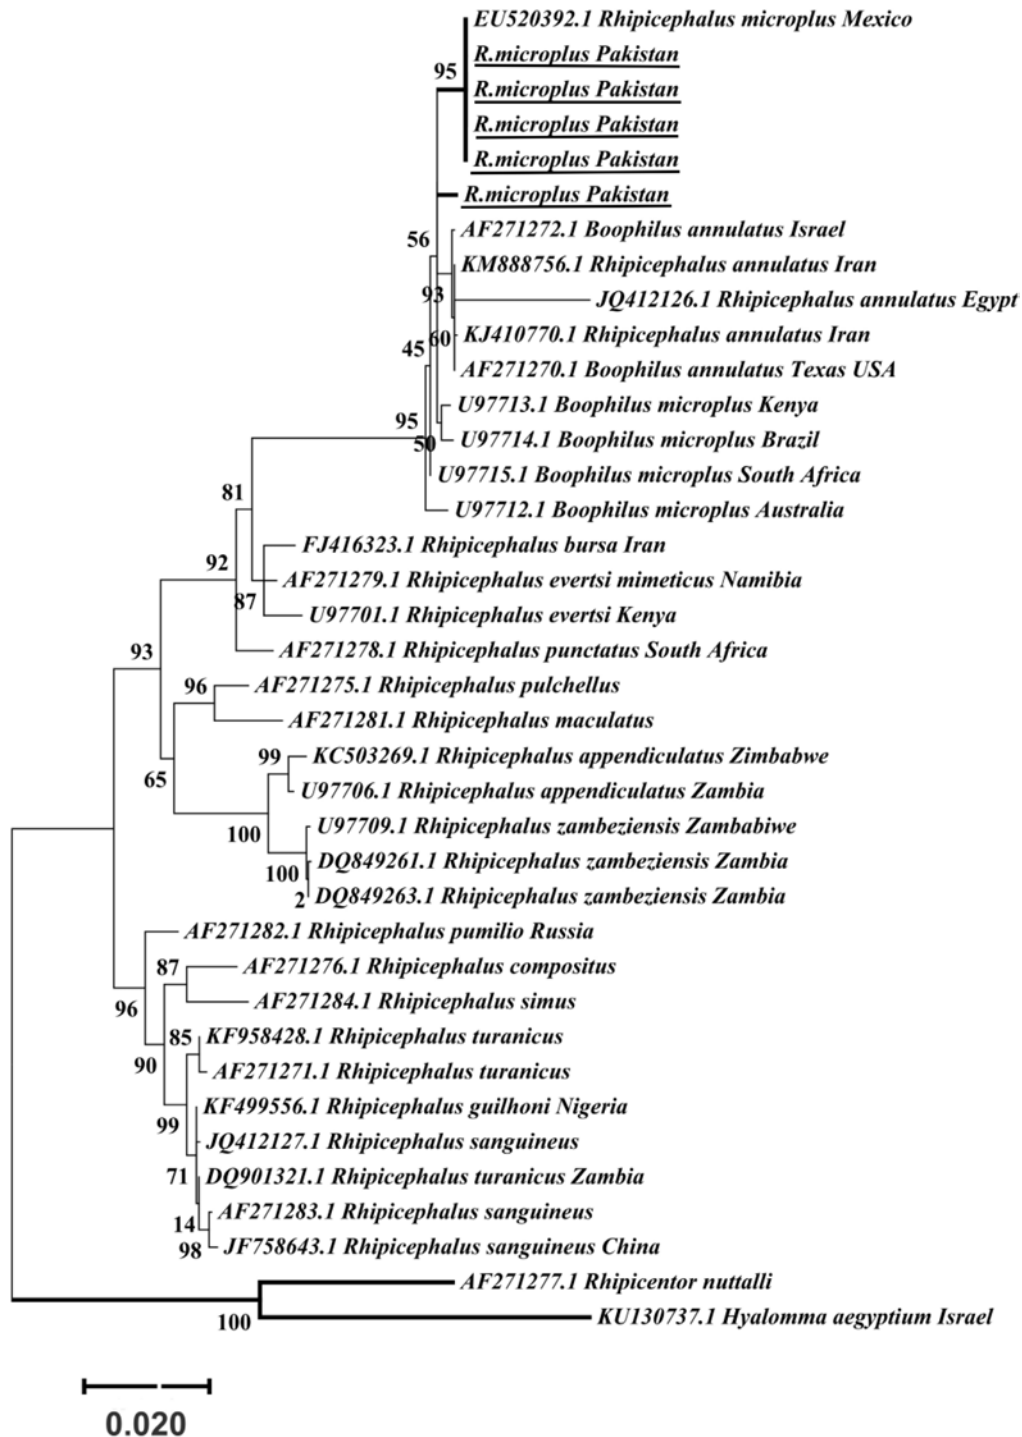 EU520392.1 Rhipicephalus microplus Mexico
R.microplus Pakistan
95
R.microplus Pakistan
R.microplus Pakistan
R.microplus Pakistan
R.microplus Pakistan
AF271272.1 Boophilus annulatus Israel
56
KM888756.1 Rhipicephalus annulatus Iran
93
JQ412126.1 Rhipicephalus annulatus Egypt
60
KJ410770.1 Rhipicephalus annulatus Iran
45
AF271270.1 Boophilus annulatus Texas USA
U97713.1 Boophilus microplus Kenya
95
50
U97714.1 Boophilus microplus Brazil
U97715.1 Boophilus microplus South Africa
81
U97712.1 Boophilus microplus Australia
FJ416323.1 Rhipicephalus bursa Iran
92
AF271279.1 Rhipicephalus evertsi mimeticus Namibia
87
U97701.1 Rhipicephalus evertsi Kenya
93
AF271278.1 Rhipicephalus punctatus South Africa
96
AF271275.1 Rhipicephalus pulchellus
AF271281.1 Rhipicephalus maculatus
99
KC503269.1 Rhipicephalus appendiculatus Zimbabwe
65
U97706.1 Rhipicephalus appendiculatus Zambia
100
U97709.1 Rhipicephalus zambeziensis Zambabiwe
100
DQ849261.1 Rhipicephalus zambeziensis Zambia
2
DQ849263.1 Rhipicephalus zambeziensis Zambia
AF271282.1 Rhipicephalus pumilio Russia
87
AF271276.1 Rhipicephalus compositus
96
AF271284.1 Rhipicephalus simus
85
KF958428.1 Rhipicephalus turanicus
90
AF271271.1 Rhipicephalus turanicus
KF499556.1 Rhipicephalus guilhoni Nigeria
99
JQ412127.1 Rhipicephalus sanguineus
71
DQ901321.1 Rhipicephalus turanicus Zambia
14
AF271283.1 Rhipicephalus sanguineus
98
JF758643.1 Rhipicephalus sanguineus China
AF271277.1 Rhipicentor nuttalli
100
KU130737.1 Hyalomma aegyptium Israel
0.020